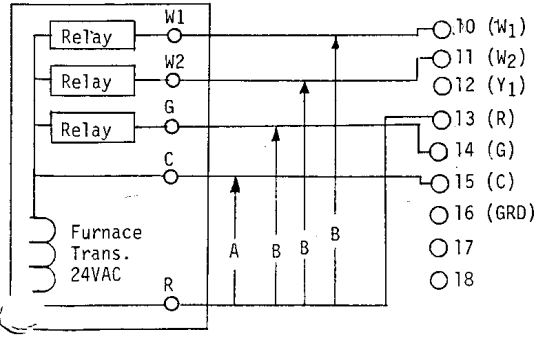 W1
Relay
W2
Relay
G
Relay
C
Furnace
Trans.
24VAC
R
A
B
B
B
10 (W1)
11 (W2)
12 (Y1)
13 (R)
14 (G)
15 (C)
16 (GRD)
17
18